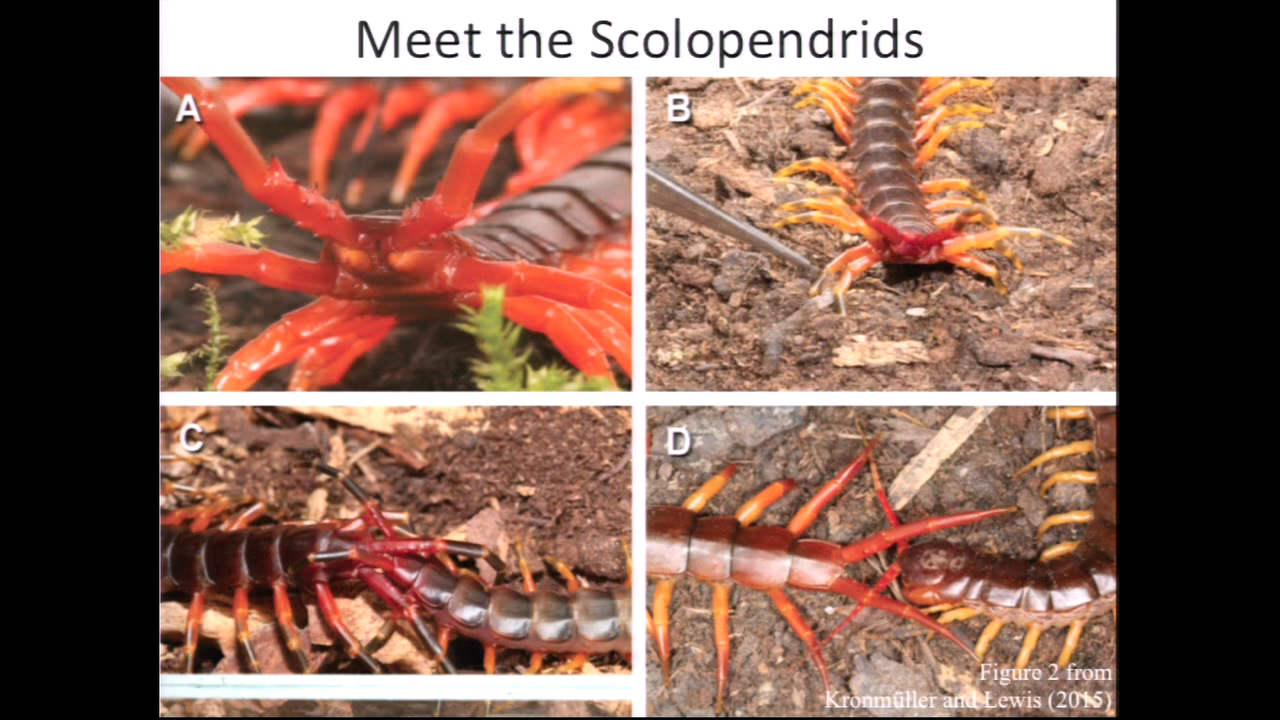 Meet the Scolopendrids
A
B
C
D
Figure 2 from
Kronmüller and Lewis (2015)